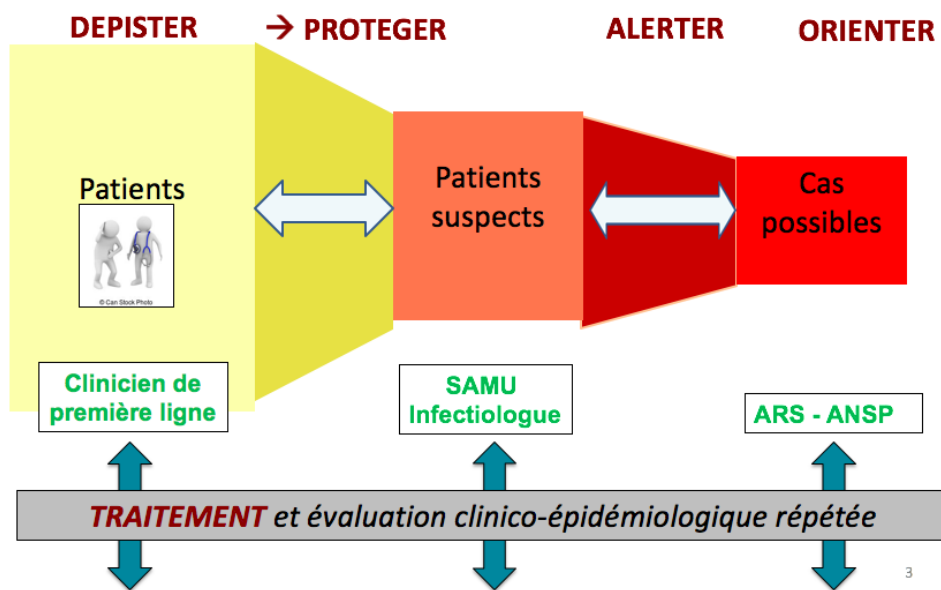 DEPISTER → PROTEGER ALERTER ORIENTER
Patients
© Can Stock Photo
Patients
suspects
Cas
possibles
Clinicien de
première ligne
SAMU
Infectiologue
ARS - ANSP
TRAITEMENT et évaluation clinico-épidémiologique répétée
3